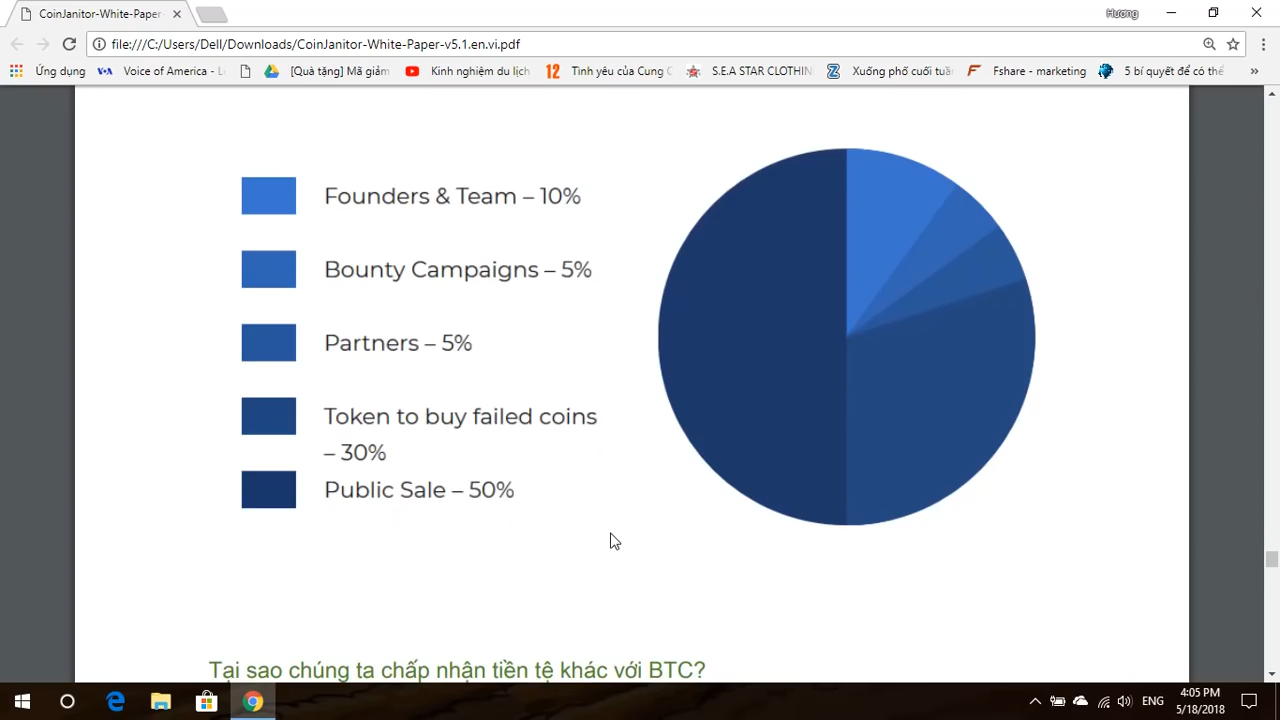 CoinJanitor-White-Paper-
Hương
file:///C:/Users/Dell/Downloads/CoinJanitor-White-Paper-v5.1.en.vi.pdf
Ứng dụng
VOA Voice of America - L
[Quà tặng] Mã giảm
Kinh nghiệm du lịch
12 Tình yêu của Cung
S.E.A STAR CLOTHIN
Z Xuống phố cuối tuần
F Fshare - marketing
5 bí quyết để có thể
»
Founders & Team – 10%
Bounty Campaigns – 5%
Partners – 5%
Token to buy failed coins
– 30%
Public Sale – 50%
Tại sao chúng ta chấp nhận tiền tệ khác với BTC?
ENG
4:05 PM
5/18/2018